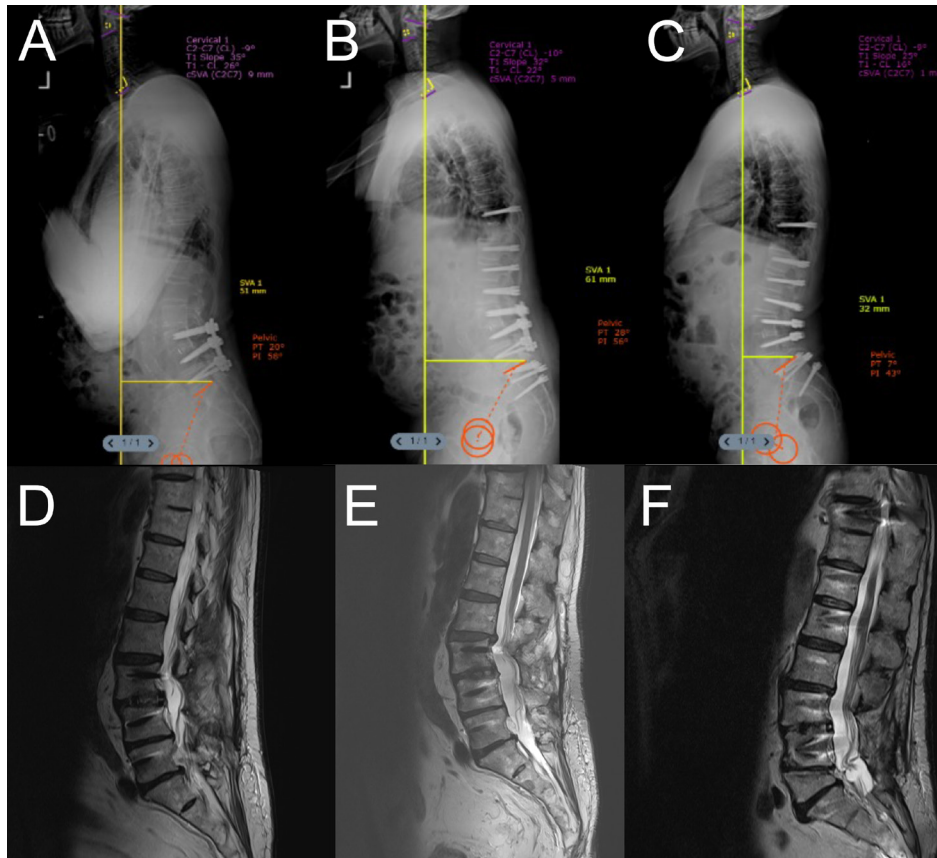 A
Cervical 1
C2-C7 (CL) -9°
T1 Slope 35°
T1 - CL 26°
cSVA (C2C7) 9 mm
SVA 1
51 mm
Pelvic
PT 20°
PI 56°
1 / 1
B
Cervical 1
C2-C7 (CL) -10°
T1 Slope 32°
T1 - CL 22°
cSVA (C2C7) 5 mm
SVA 1
61 mm
Pelvic
PT 28°
PI 56°
1 / 1
C
Cervical 1
C2-C7 (CL) -9°
T1 Slope 25°
T1 - CL 16°
cSVA (C2C7) 1 m
SVA 1
32 mm
Pelvic
PT 7°
PI 43°
1 / 1
D
E
F